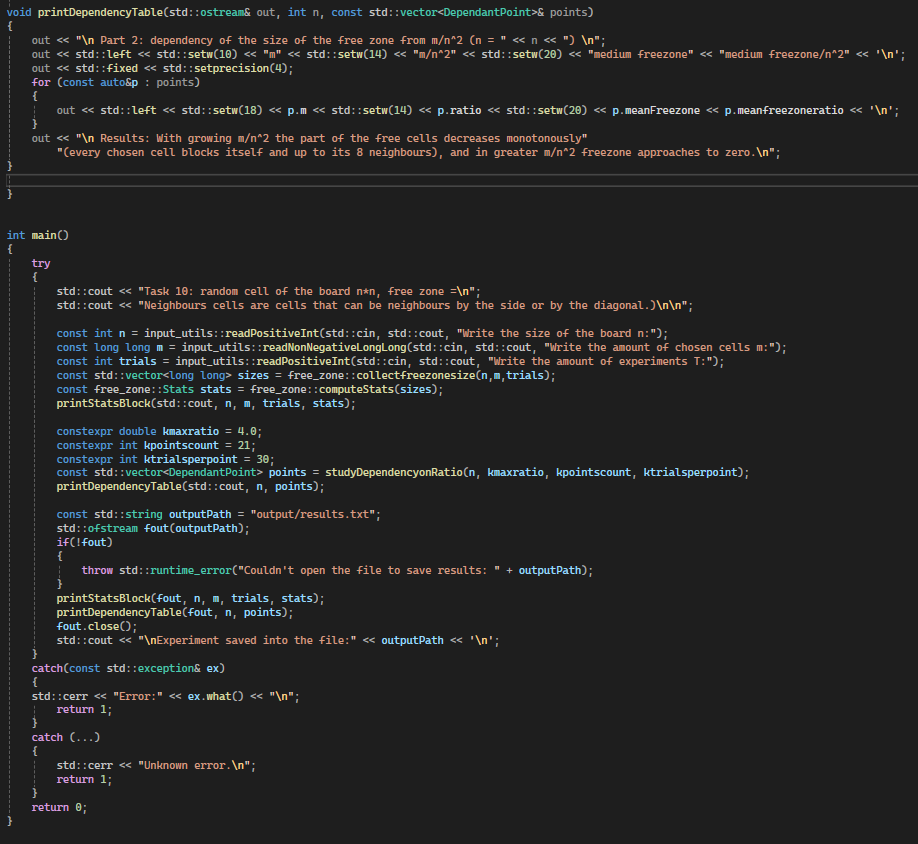 void printDependencyTable(std::ostream& out, int n, const std::vector<DependantPoint>& points)
{
    out << "\n Part 2: dependency of the size of the free zone from m/n^2 (n = " << n << ") \n";
    out << std::left << std::setw(10) << "m" << std::setw(14) << "m/n^2" << std::setw(20) << "medium freezone" << "medium freezone/n^2" << '\n';
    out << std::fixed << std::setprecision(4);
    for (const auto&p : points)
    {
        out << std::left << std::setw(18) << p.m << std::setw(14) << p.ratio << std::setw(20) << p.meanFreezone << p.meanfreezoneratio << '\n';
    }
    out << "\n Results: With growing m/n^2 the part of the free cells decreases monotonously"
        "(every chosen cell blocks itself and up to its 8 neighbours), and in greater m/n^2 freezone approaches to zero.\n";
}
}
int main()
{
    try
    {
        std::cout << "Task 10: random cell of the board n*n, free zone =\n";
        std::cout << "Neighbours cells are cells that can be neighbours by the side or by the diagonal.)\n\n";
        const int n = input_utils::readPositiveInt(std::cin, std::cout, "Write the size of the board n:");
        const long long m = input_utils::readNonNegativeLongLong(std::cin, std::cout, "Write the amount of chosen cells m:");
        const int trials = input_utils::readPositiveInt(std::cin, std::cout, "Write the amount of experiments T:");
        const std::vector<long long> sizes = free_zone::collectfreezonesize(n,m,trials);
        const free_zone::Stats stats = free_zone::computeStats(sizes);
        printStatsBlock(std::cout, n, m, trials, stats);
        constexpr double kmaxratio = 4.0;
        constexpr int kpointscount = 21;
        constexpr int ktrialsperpoint = 30;
        const std::vector<DependantPoint> points = studyDependencyonRatio(n, kmaxratio, kpointscount, ktrialsperpoint);
        printDependencyTable(std::cout, n, points);
        const std::string outputPath = "output/results.txt";
        std::ofstream fout(outputPath);
        if(!fout)
        {
            throw std::runtime_error("Couldn't open the file to save results: " + outputPath);
        }
        printStatsBlock(fout, n, m, trials, stats);
        printDependencyTable(fout, n, points);
        fout.close();
        std::cout << "\nExperiment saved into the file:" << outputPath << '\n';
    }
    catch(const std::exception& ex)
    {
    std::cerr << "Error:" << ex.what() << "\n";
        return 1;
    }
    catch (...)
    {
        std::cerr << "Unknown error.\n";
        return 1;
    }
    return 0;
}